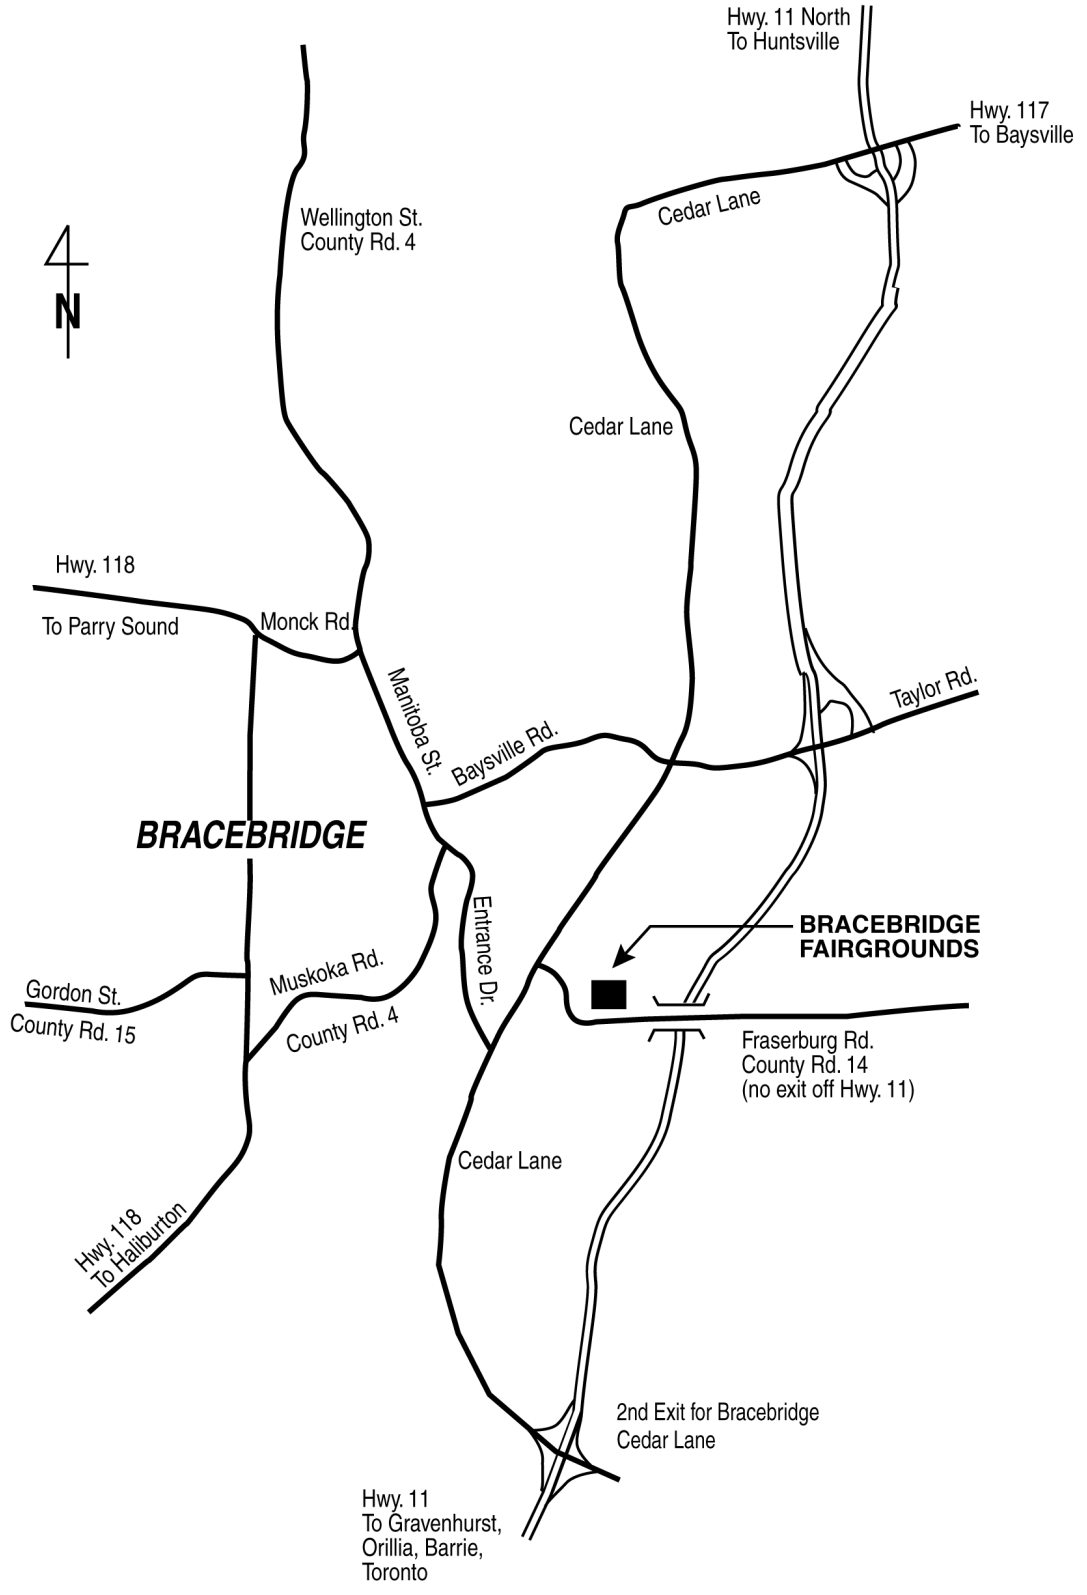 Hwy. 11 North
To Huntsville
Hwy. 117
To Baysville
Cedar Lane
Wellington St.
County Rd. 4
N
Cedar Lane
Hwy. 118
To Parry Sound
Monck Rd.
Manitoba St.
Baysville Rd.
Taylor Rd.
BRACEBRIDGE
Entrance Dr.
BRACEBRIDGE
FAIRGROUNDS
Muskoka Rd.
County Rd. 4
Gordon St.
County Rd. 15
Fraserburg Rd.
County Rd. 14
(no exit off Hwy. 11)
Cedar Lane
Hwy. 118
To Haliburton
2nd Exit for Bracebridge
Cedar Lane
Hwy. 11
To Gravenhurst,
Orillia, Barrie,
Toronto